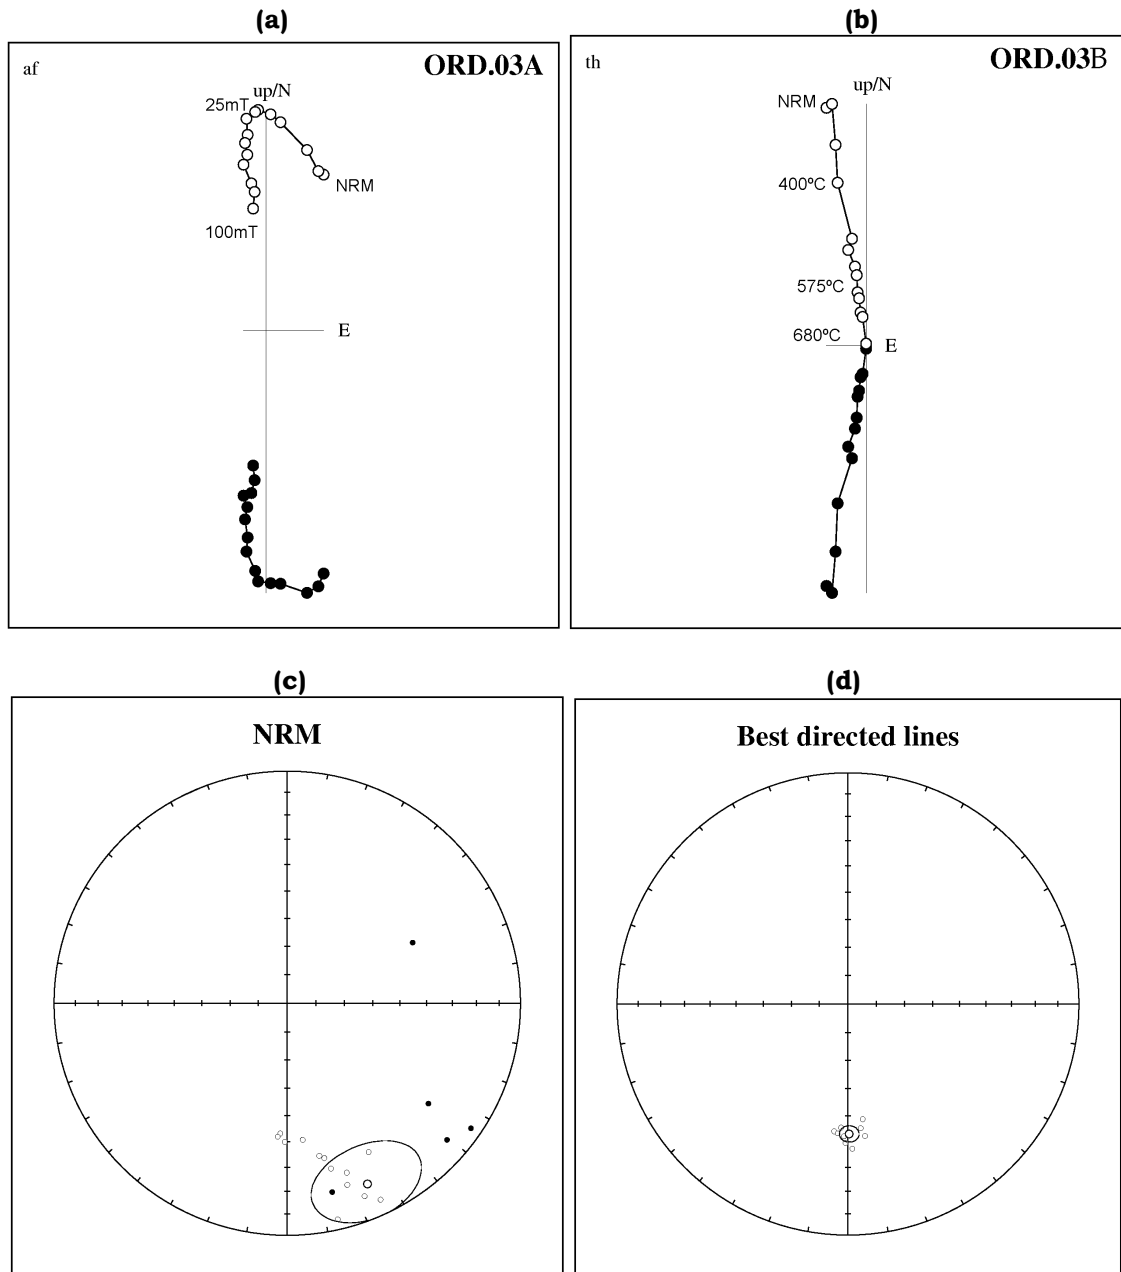 (a)
af
ORD.03A
up/N
25mT
NRM
100mT
E
(b)
th
ORD.03B
up/N
NRM
400ºC
575ºC
680ºC
E
(c)
NRM
(d)
Best directed lines